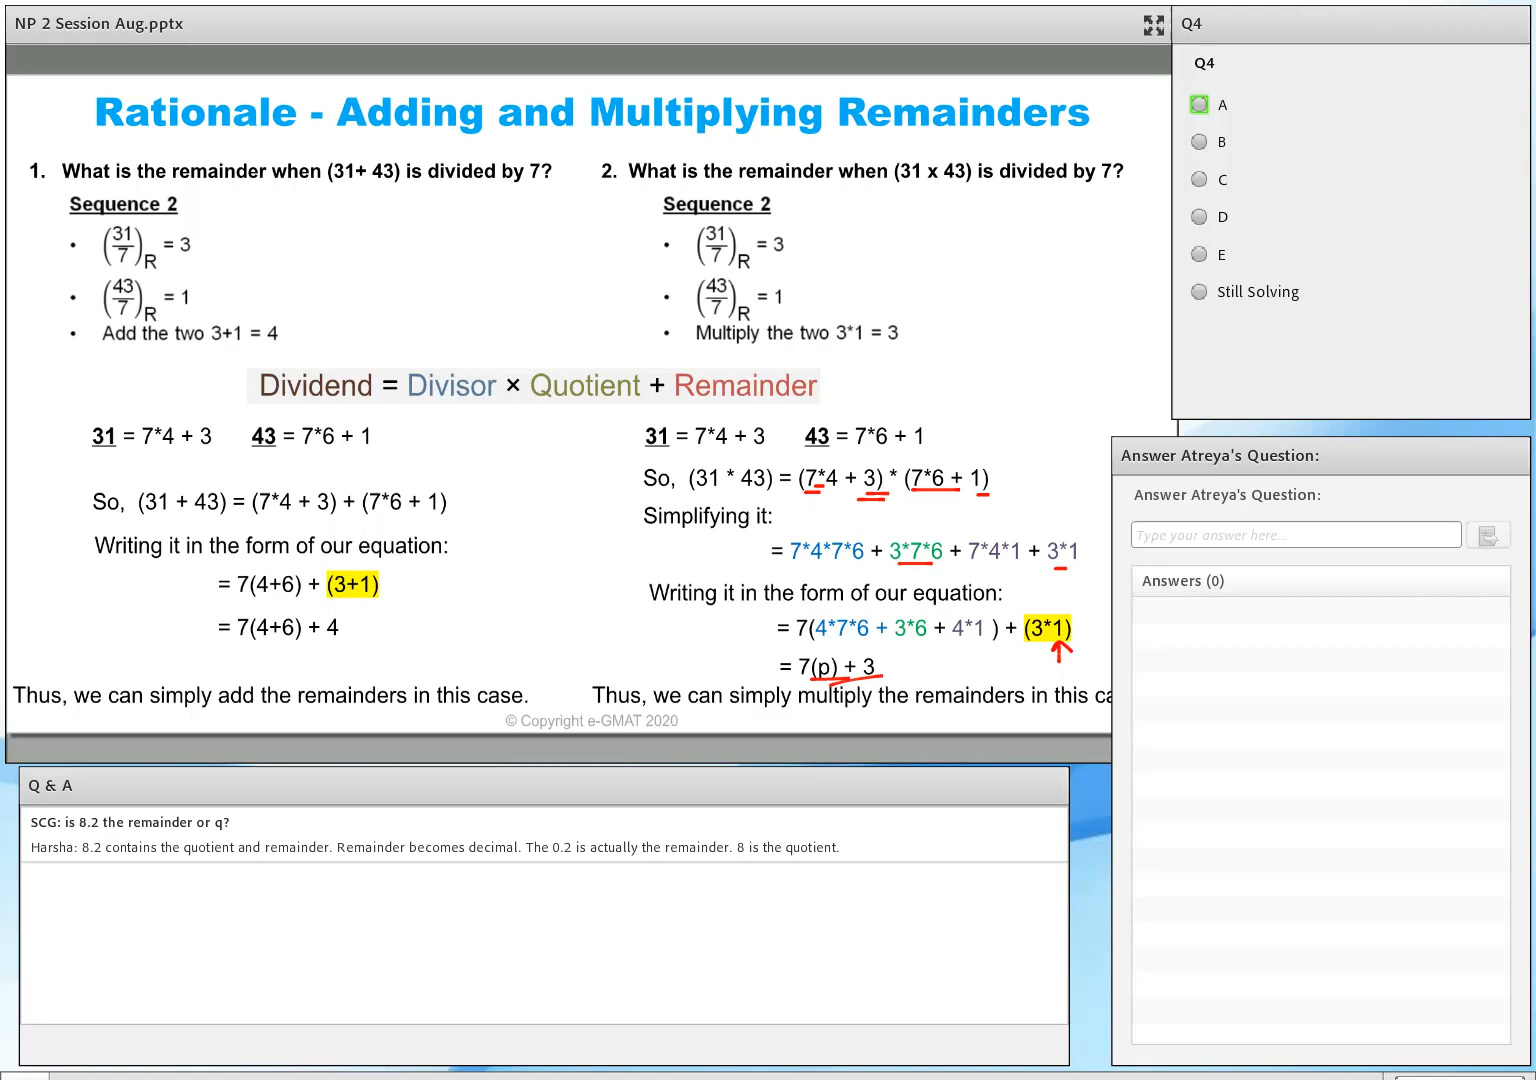 NP 2 Session Aug.pptx
Rationale - Adding and Multiplying Remainders
1. What is the remainder when (31+ 43) is divided by 7?
Sequence 2
• (31/7)R = 3
• (43/7)R = 1
• Add the two 3+1 = 4
2. What is the remainder when (31 x 43) is divided by 7?
Sequence 2
• (31/7)R = 3
• (43/7)R = 1
• Multiply the two 3*1 = 3
Dividend = Divisor × Quotient + Remainder
31 = 7*4 + 3 43 = 7*6 + 1
So, (31 + 43) = (7*4 + 3) + (7*6 + 1)
Writing it in the form of our equation:
= 7(4+6) + (3+1)
= 7(4+6) + 4
Thus, we can simply add the remainders in this case.
31 = 7*4 + 3 43 = 7*6 + 1
So, (31 * 43) = (7*4 + 3) * (7*6 + 1)
Simplifying it:
= 7*4*7*6 + 3*7*6 + 7*4*1 + 3*1
Writing it in the form of our equation:
= 7(4*7*6 + 3*6 + 4*1 ) + (3*1)
= 7(p) + 3
Thus, we can simply multiply the remainders in this ca
© Copyright e-GMAT 2020
Q4
Q4
A
B
C
D
E
Still Solving
Answer Atreya's Question:
Answer Atreya's Question:
Type your answer here...
Answers (0)
Q & A
SCG: is 8.2 the remainder or q?
Harsha: 8.2 contains the quotient and remainder. Remainder becomes decimal. The 0.2 is actually the remainder. 8 is the quotient.